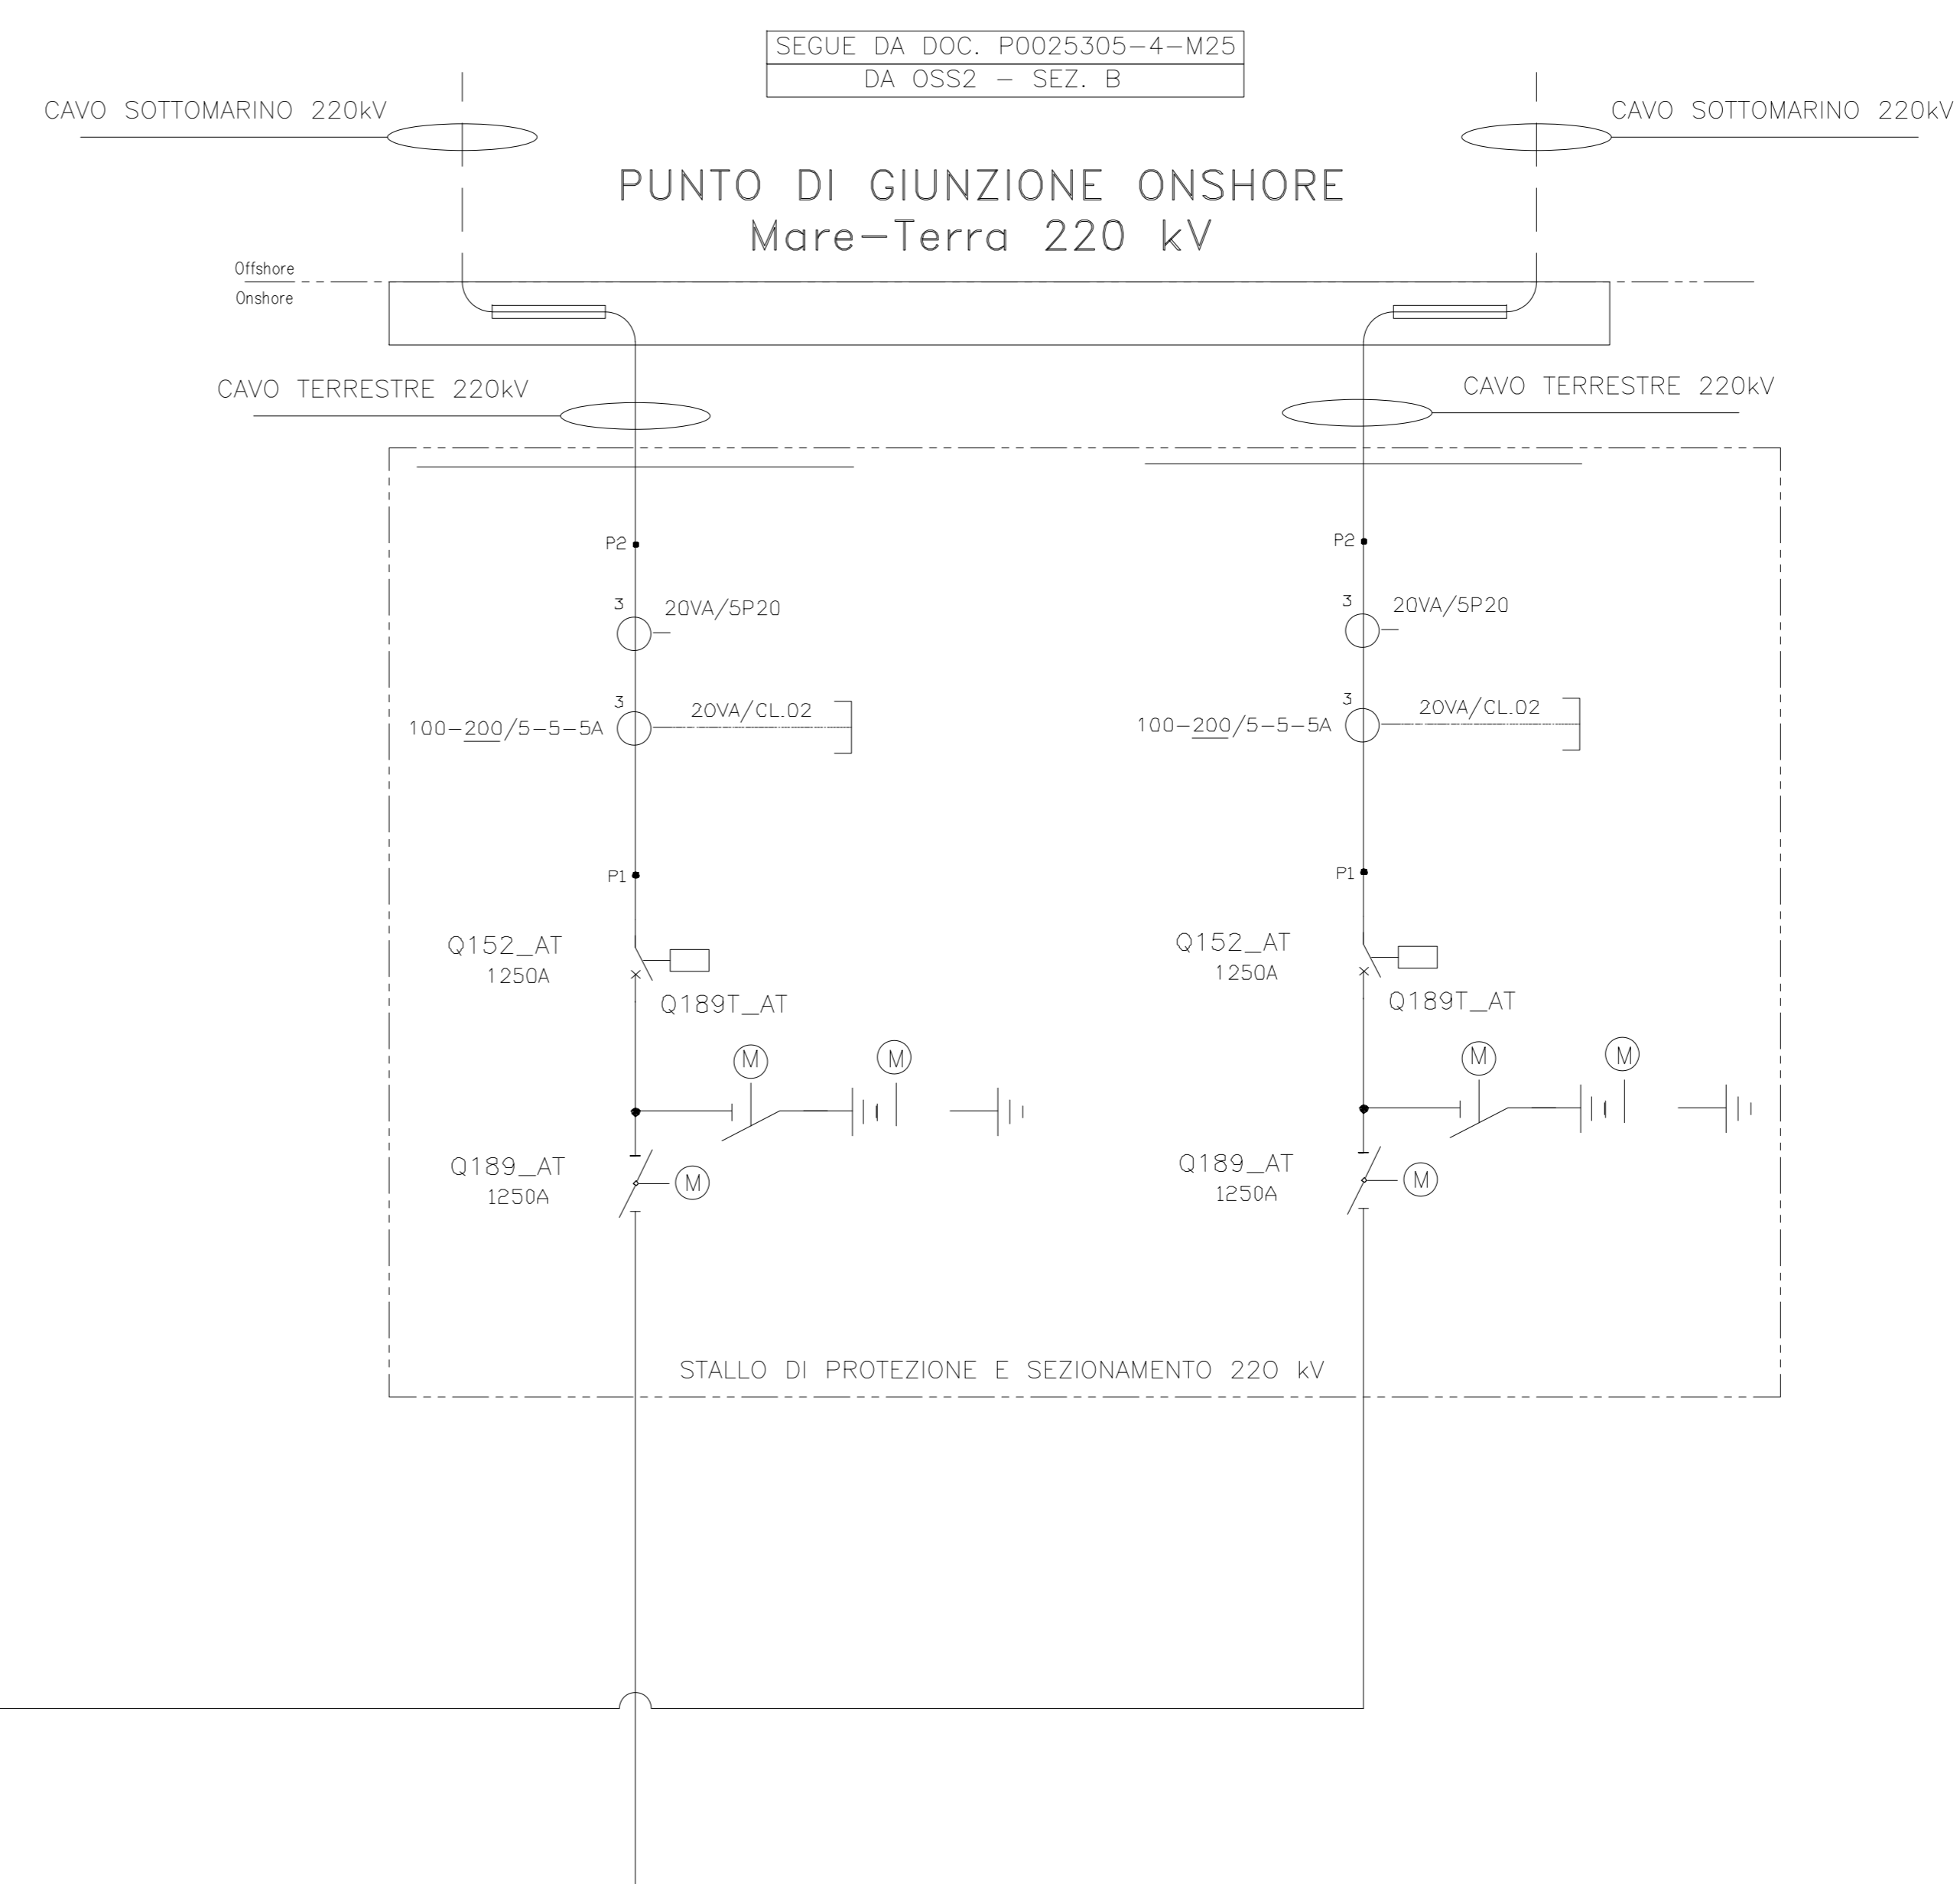 SEGUE DA DOC. P0025305-4-M25
DA OSS2 - SEZ. B
CAVO SOTTOMARINO 220kV
CAVO SOTTOMARINO 220kV
PUNTO DI GIUNZIONE ONSHORE
Mare-Terra 220 kV
Offshore
Onshore
CAVO TERRESTRE 220kV
CAVO TERRESTRE 220kV
P2
P2
3
20VA/5P20
3
20VA/5P20
3
20VA/CL.02
100-200/5-5-5A
3
20VA/CL.02
100-200/5-5-5A
P1
P1
Q152_AT
1250A
Q189T_AT
Q152_AT
1250A
Q189T_AT
M
M
M
M
Q189_AT
1250A
M
Q189_AT
1250A
M
STALLO DI PROTEZIONE E SEZIONAMENTO 220 kV